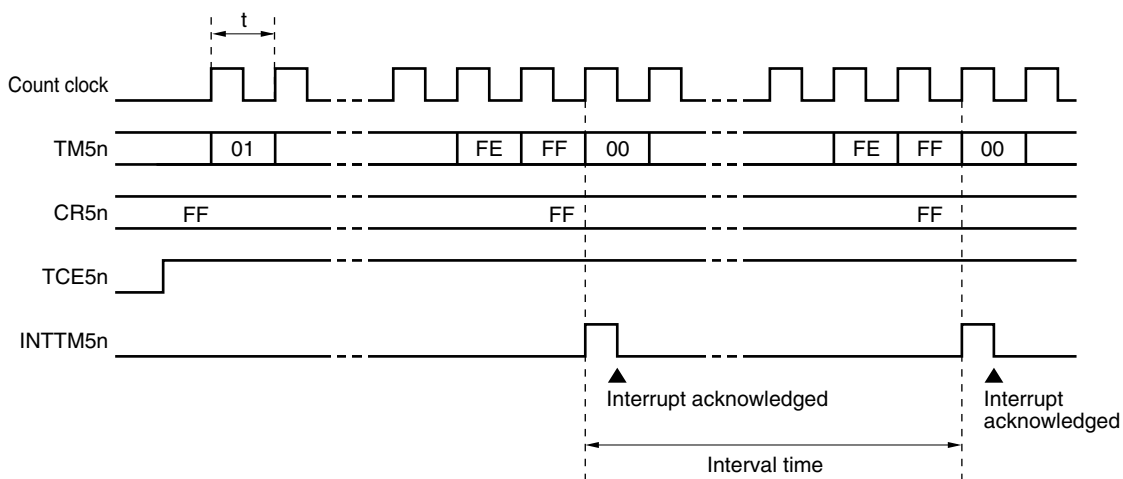 t
Count clock
TM5n 01 FE FF 00 FE FF 00
CR5n FF FF FF
TCE5n
INTTM5n
Interrupt acknowledged
Interrupt
acknowledged
Interval time